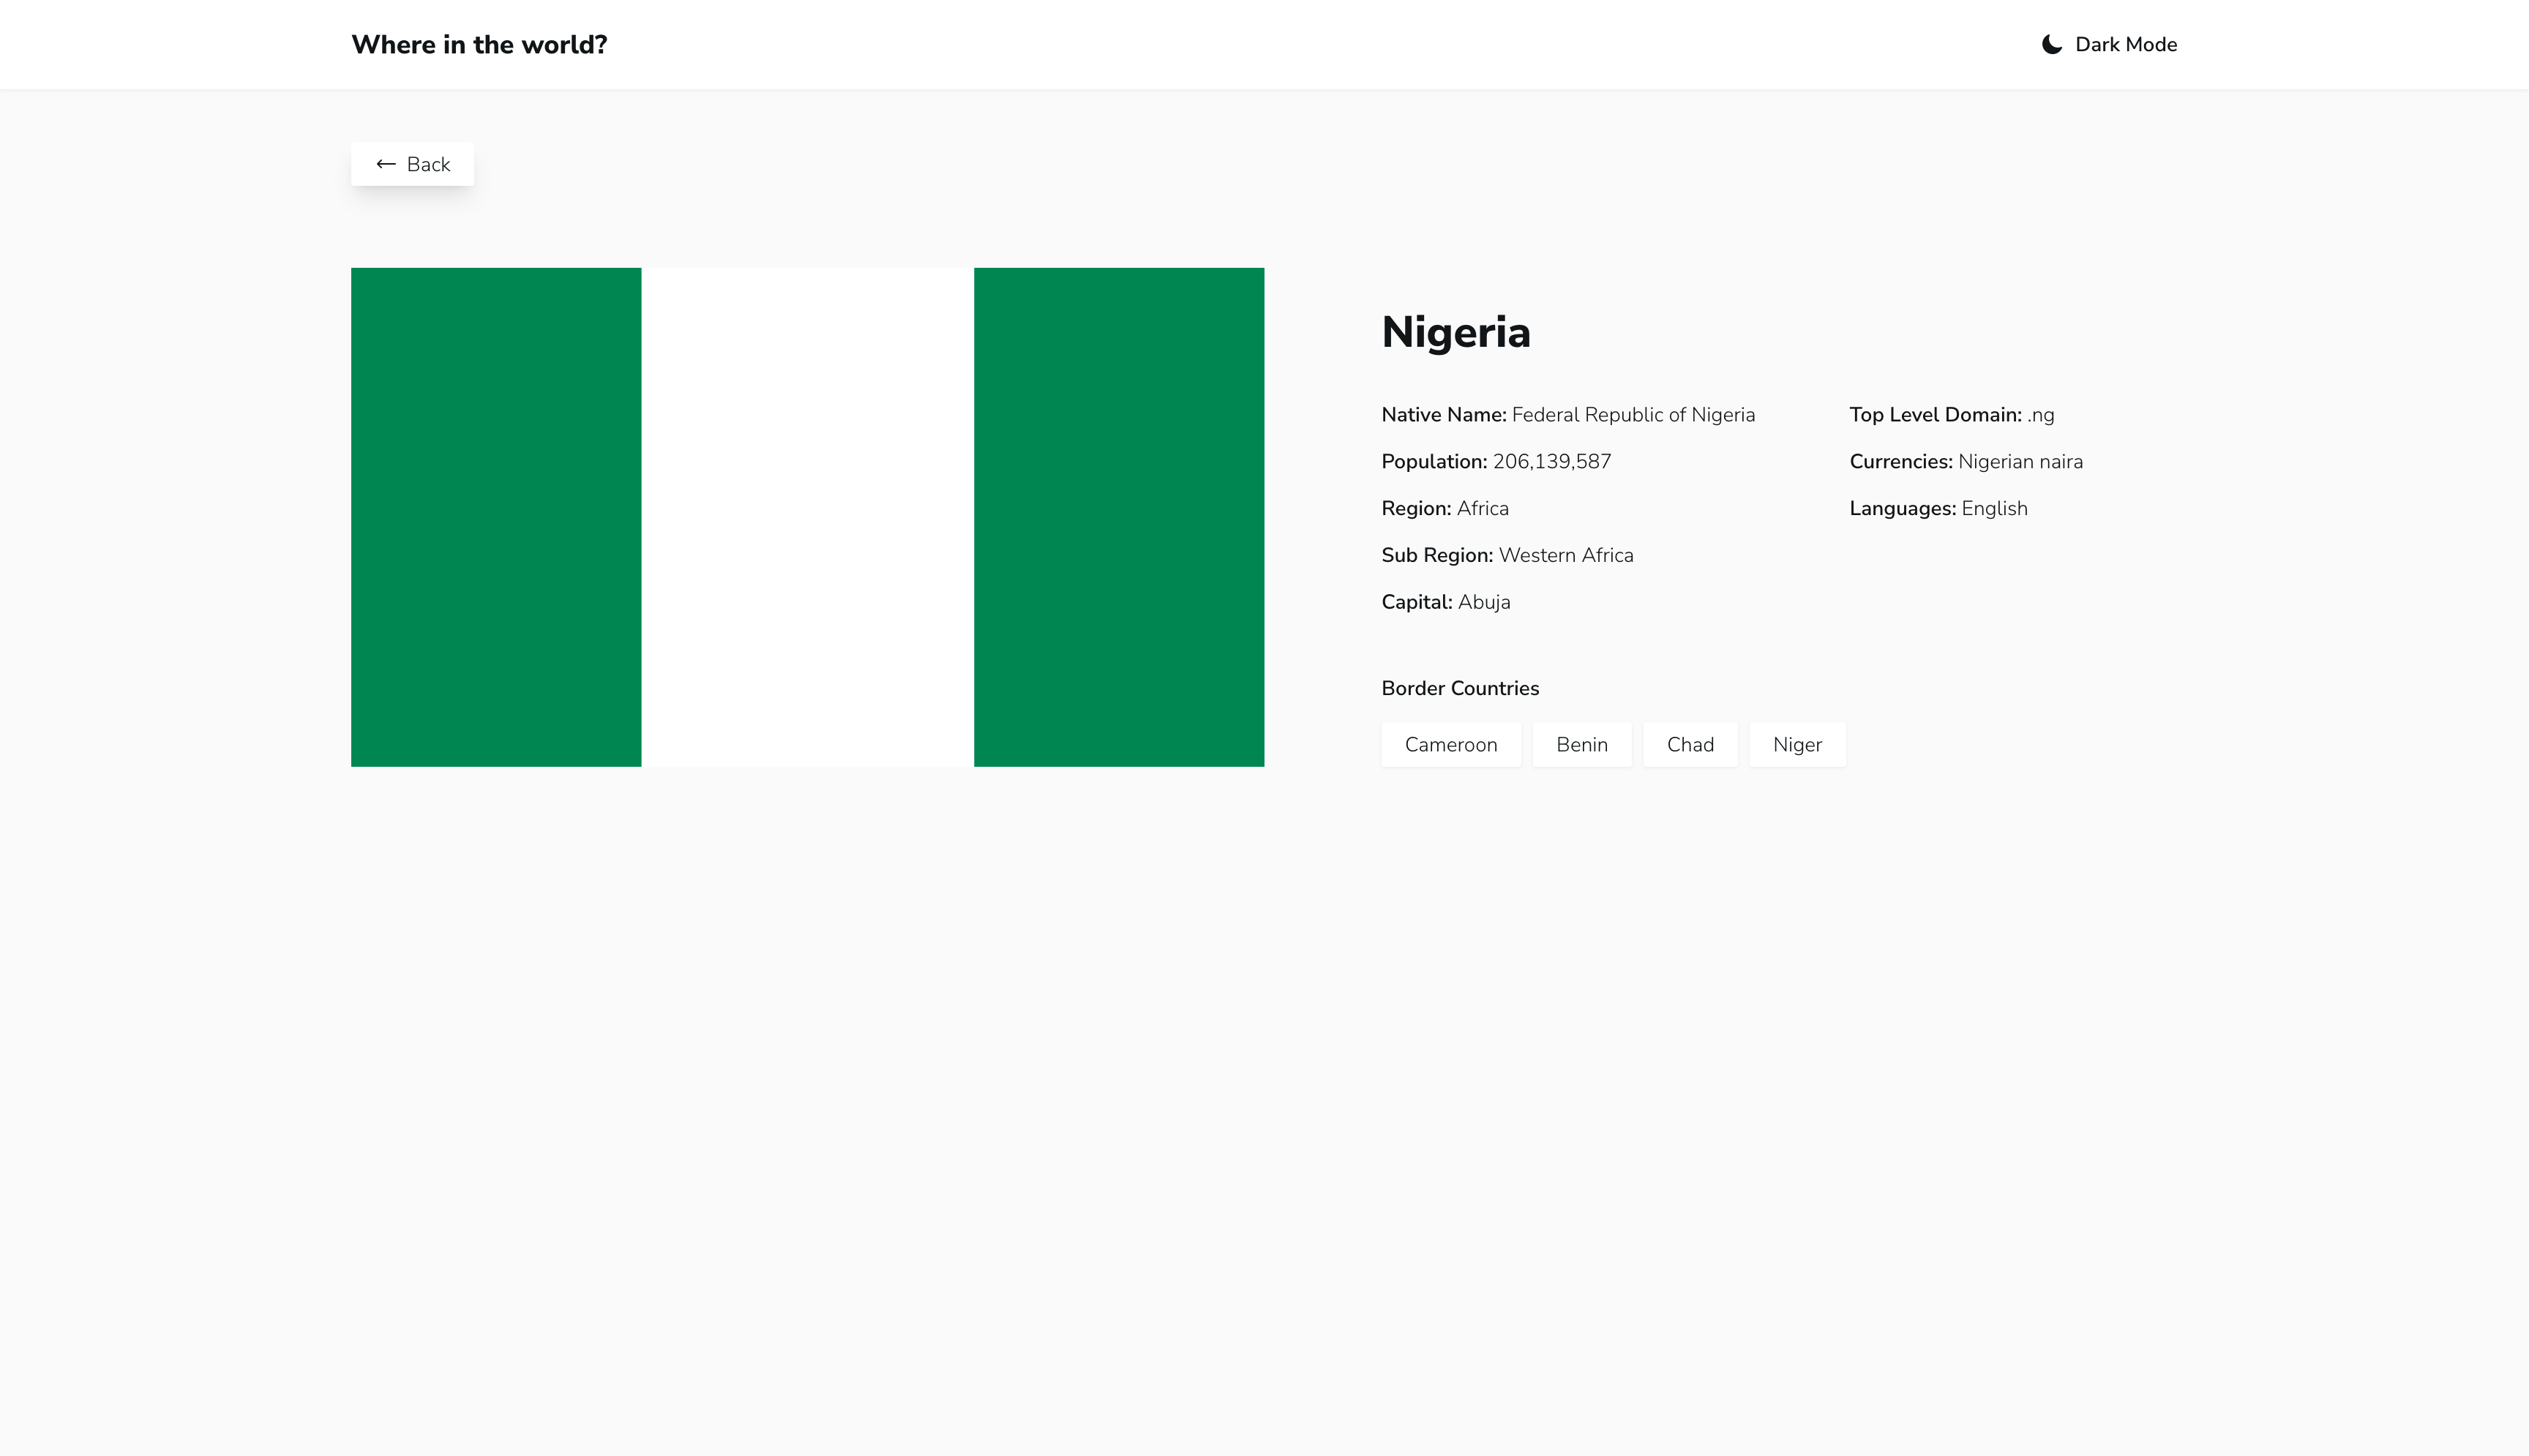 Where in the world?
Dark Mode
Back
Nigeria
Native Name: Federal Republic of Nigeria
Population: 206,139,587
Region: Africa
Sub Region: Western Africa
Capital: Abuja
Top Level Domain: .ng
Currencies: Nigerian naira
Languages: English
Border Countries
Cameroon Benin Chad Niger